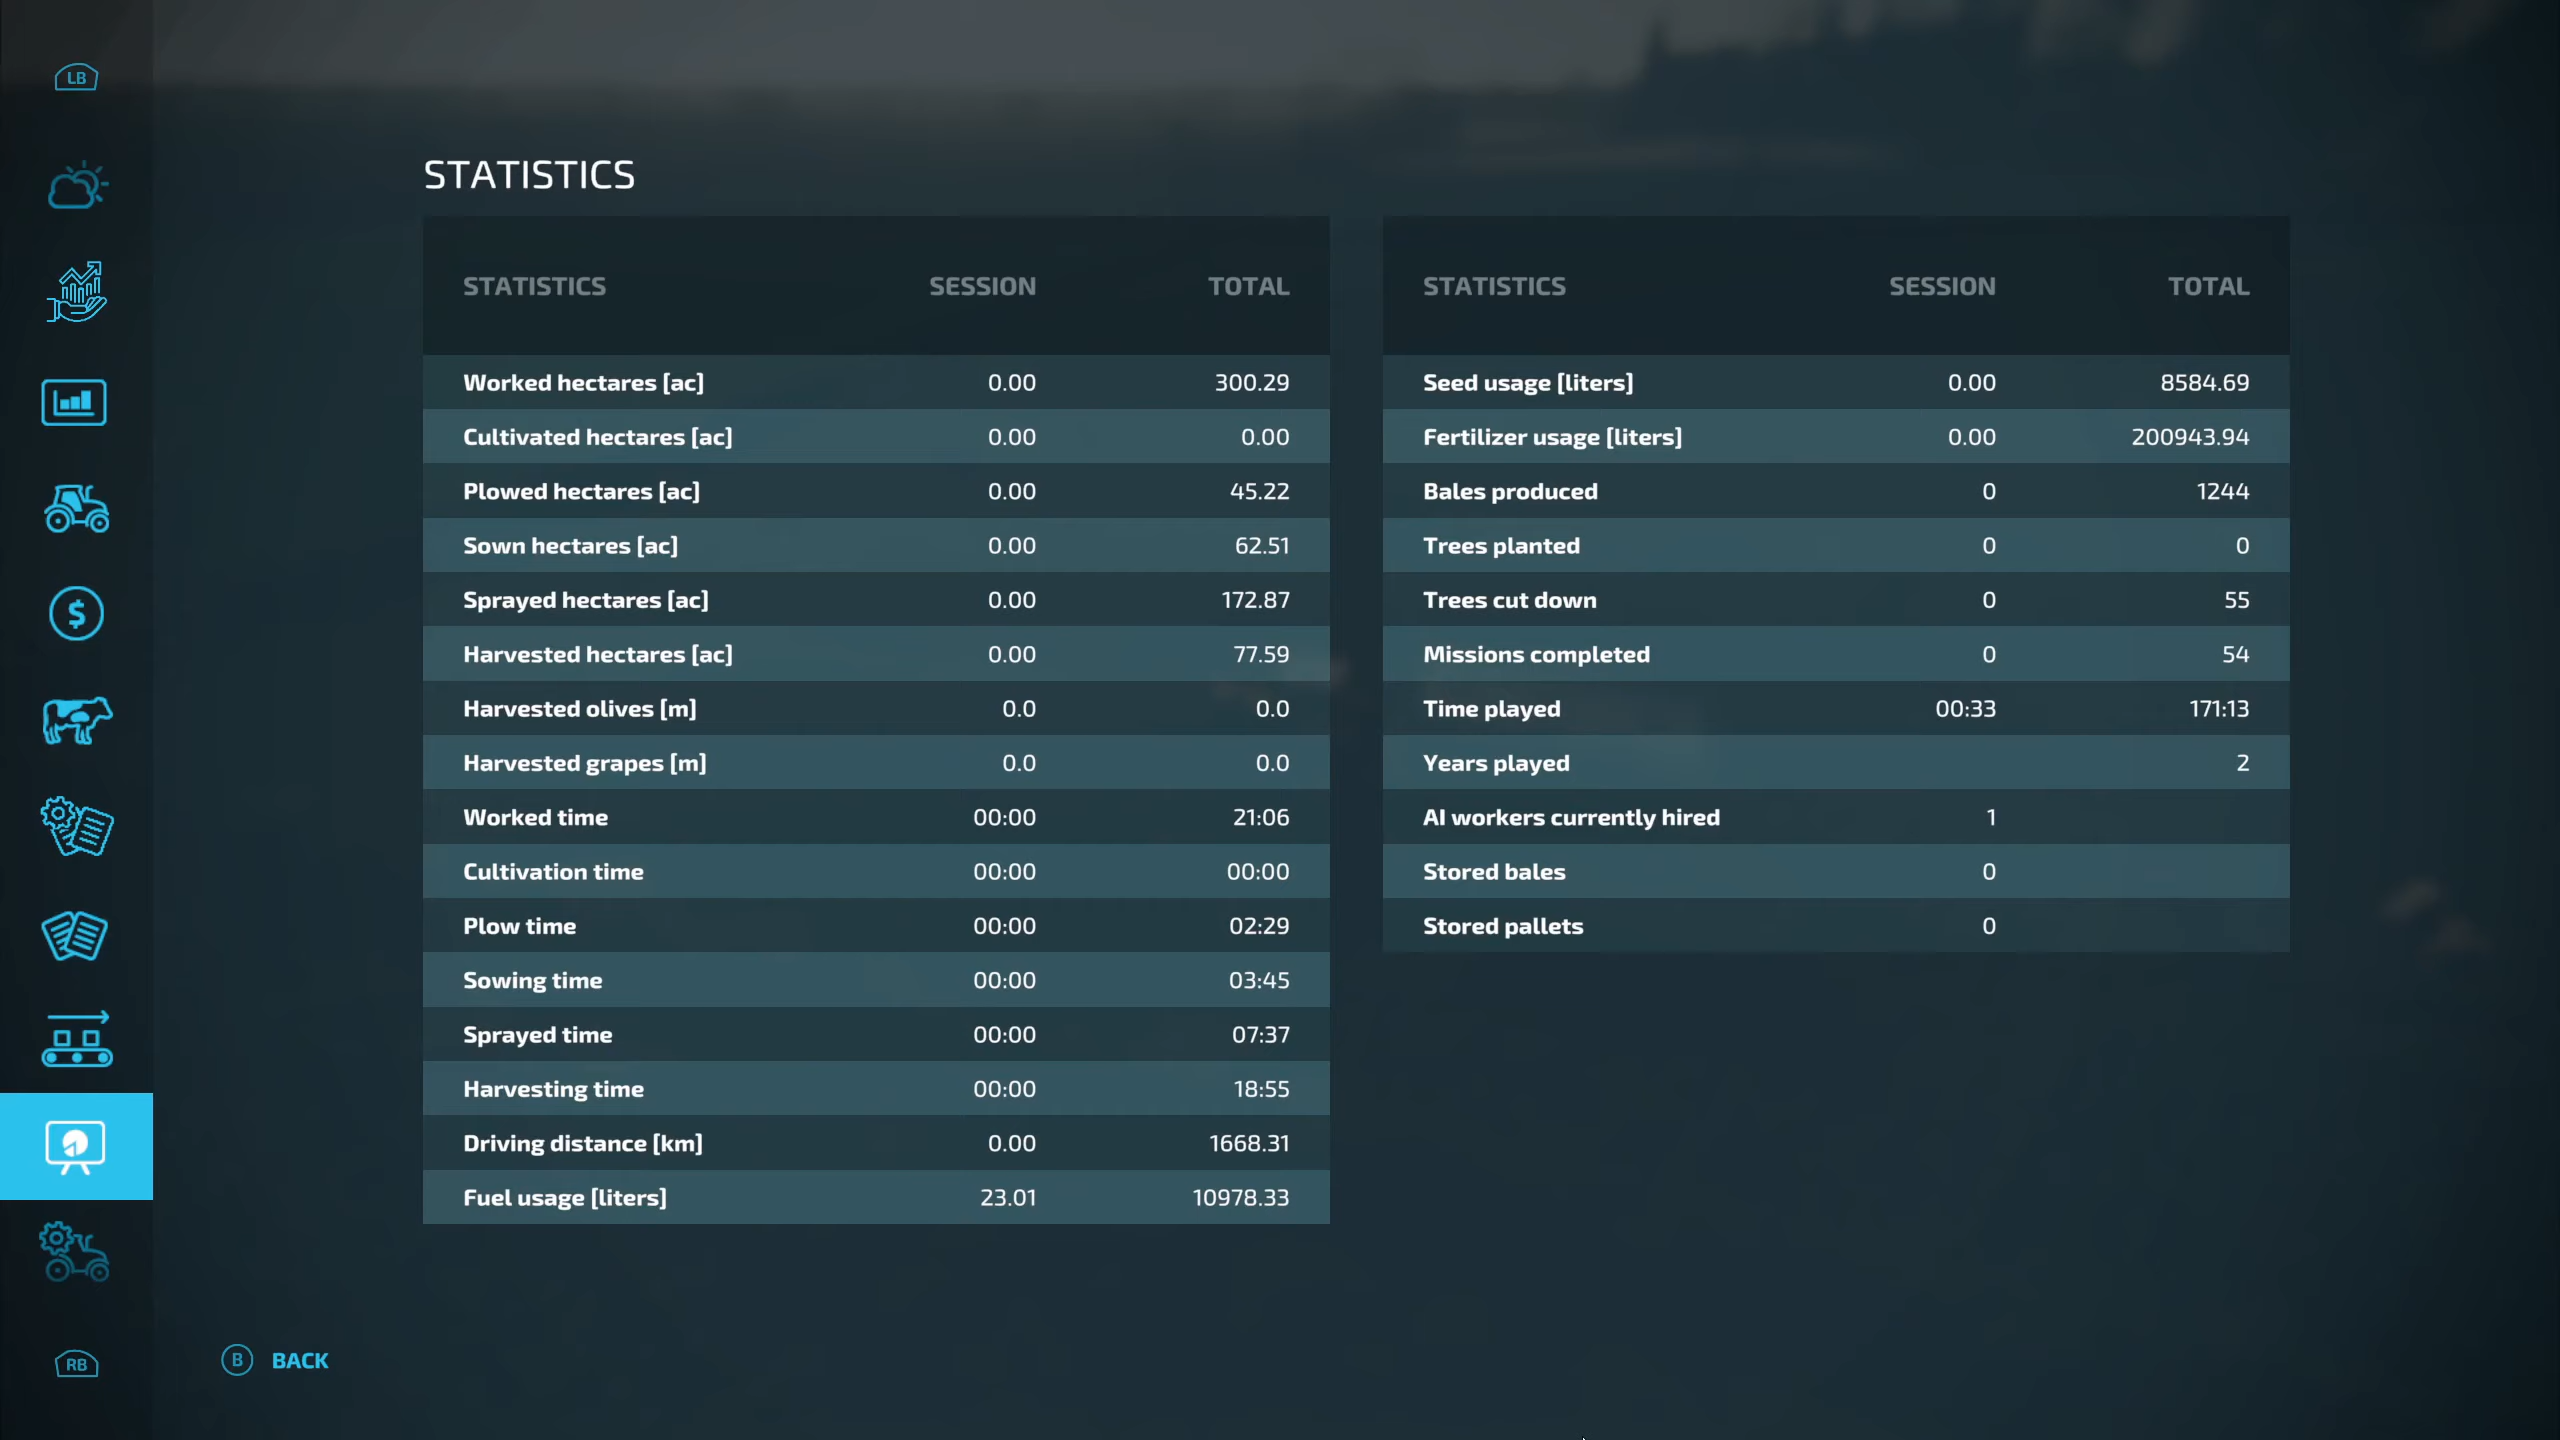 LB
STATISTICS
STATISTICS SESSION TOTAL
Worked hectares [ac] 0.00 300.29
Cultivated hectares [ac] 0.00 0.00
Plowed hectares [ac] 0.00 45.22
Sown hectares [ac] 0.00 62.51
Sprayed hectares [ac] 0.00 172.87
Harvested hectares [ac] 0.00 77.59
Harvested olives [m] 0.0 0.0
Harvested grapes [m] 0.0 0.0
Worked time 00:00 21:06
Cultivation time 00:00 00:00
Plow time 00:00 02:29
Sowing time 00:00 03:45
Sprayed time 00:00 07:37
Harvesting time 00:00 18:55
Driving distance [km] 0.00 1668.31
Fuel usage [liters] 23.01 10978.33
STATISTICS SESSION TOTAL
Seed usage [liters] 0.00 8584.69
Fertilizer usage [liters] 0.00 200943.94
Bales produced 0 1244
Trees planted 0 0
Trees cut down 0 55
Missions completed 0 54
Time played 00:33 171:13
Years played 2
AI workers currently hired 1
Stored bales 0
Stored pallets 0
RB
B BACK